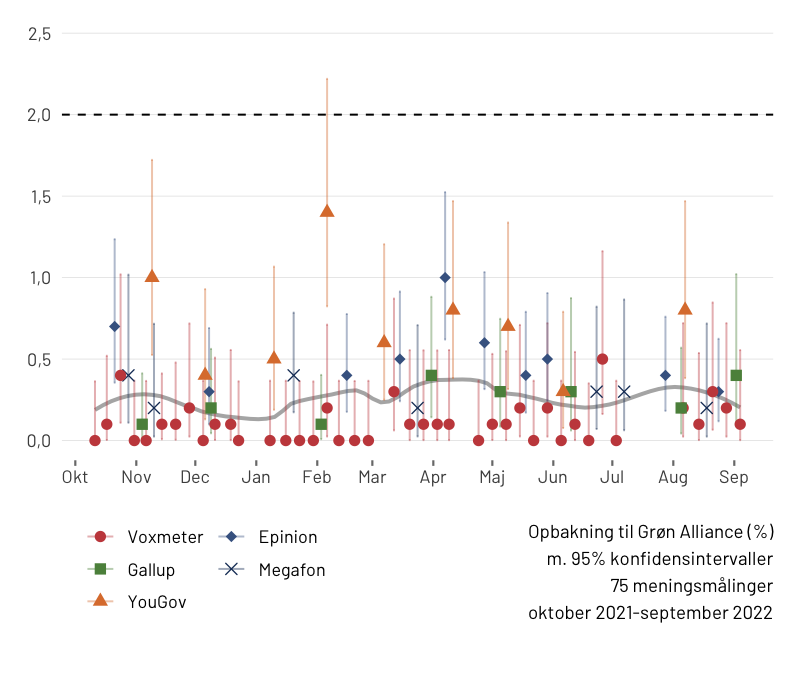 2,5
2,0
1,5
1,0
0,5
0,0
Okt Nov Dec Jan Feb Mar Apr Maj Jun Jul Aug Sep
Voxmeter Epinion
Gallup Megafon
YouGov
Opbakning til Grøn Alliance (%)
m. 95% konfidensintervaller
75 meningsmålinger
oktober 2021-september 2022